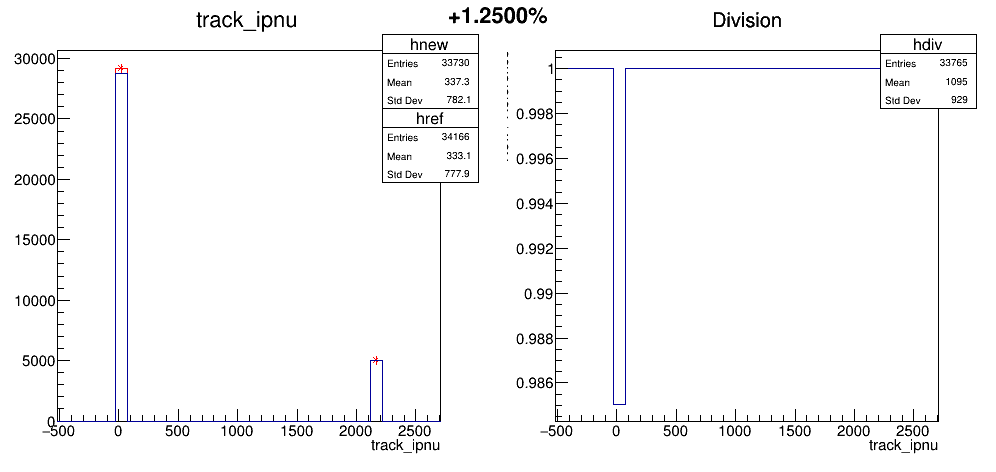 track_ipnu
+1.2500%
Division
hnew
Entries 33730
Mean 337.3
Std Dev 782.1
href
Entries 34166
Mean 333.1
Std Dev 777.9
30000
25000
20000
15000
10000
5000
0
−500 0 500 1000 1500 2000 2500
track_ipnu
hdiv
Entries 33765
Mean 1095
Std Dev 929
1
0.998
0.996
0.994
0.992
0.99
0.988
0.986
−500 0 500 1000 1500 2000 2500
track_ipnu